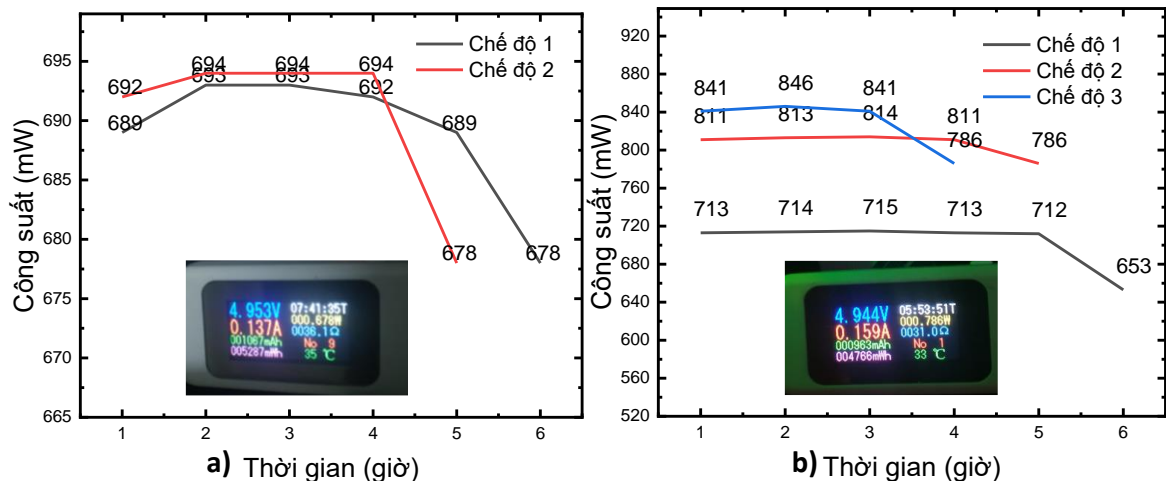 Chế độ 1
Chế độ 2
692
694
694
694
689
693
693
692
689
678
678
695
690
685
680
675
670
665
Công suất (mW)
4.953V
07:41:35T
000.678W
0.137A
0036.1Ω
001067mAh
No 9
005287mWh
35 ℃
1 2 3 4 5 6
a) Thời gian (giờ)
Chế độ 1
Chế độ 2
Chế độ 3
841
846
841
786
811
813
814
811
786
713
714
715
713
712
653
920
880
840
800
760
720
680
640
600
560
520
Công suất (mW)
4.944V
05:53:51T
000.786W
0.159A
0031.0Ω
000963mAh
No 1
004766mWh
33 ℃
1 2 3 4 5 6
b) Thời gian (giờ)